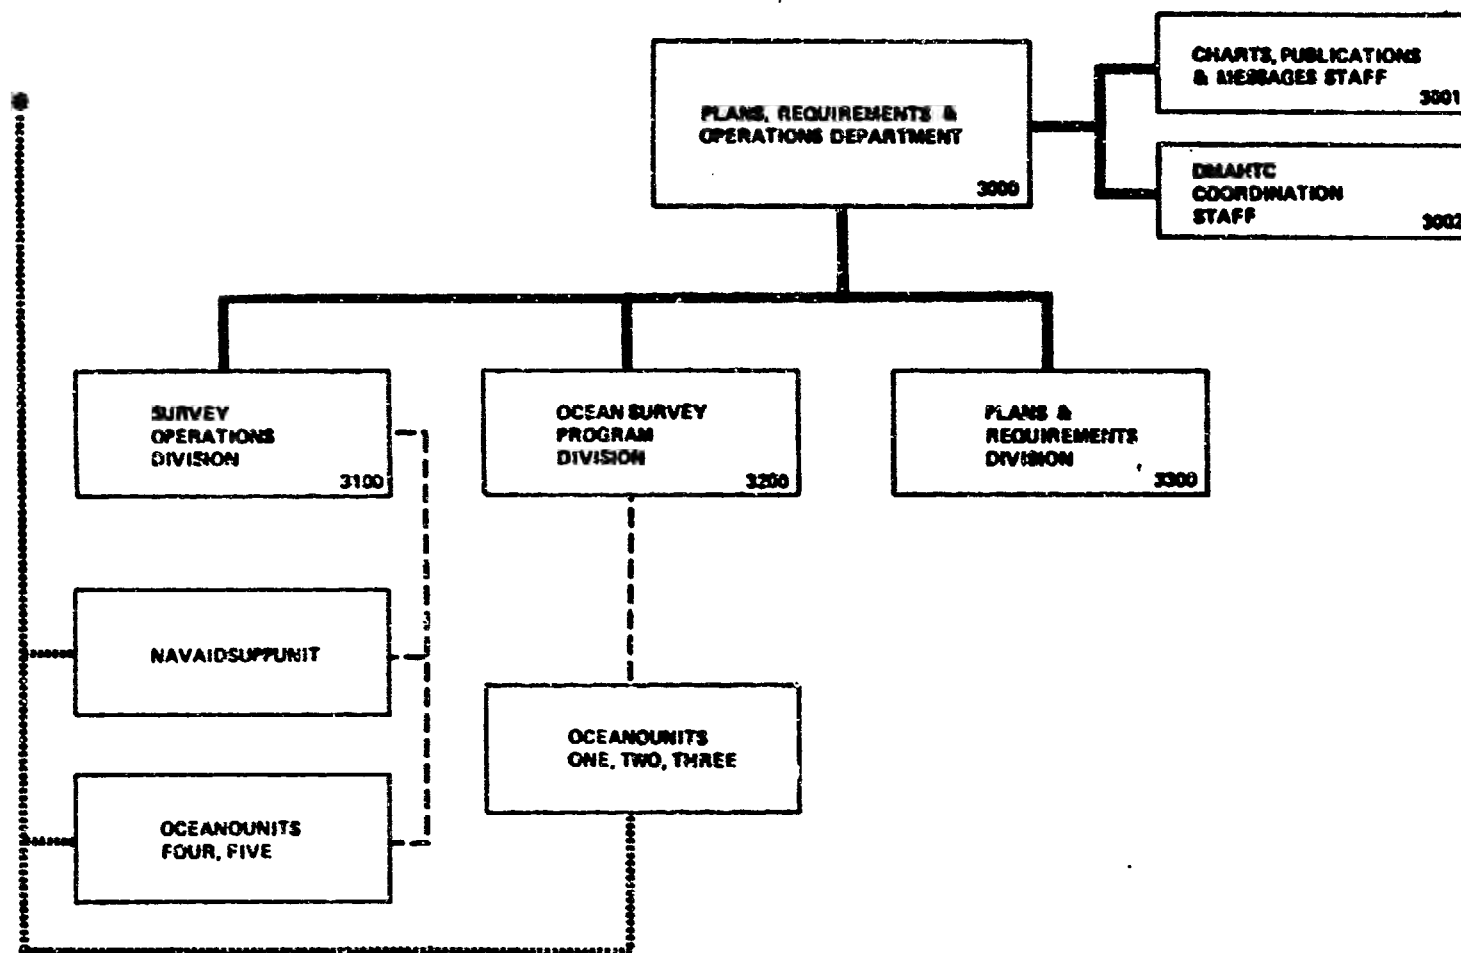 CHARTS, PUBLICATIONS
& MESSAGES STAFF
3001
PLANS, REQUIREMENTS &
OPERATIONS DEPARTMENT
3000
DMAHTC
COORDINATION
STAFF
3002
SURVEY
OPERATIONS
DIVISION
3100
OCEAN SURVEY
PROGRAM
DIVISION
3200
PLANS &
REQUIREMENTS
DIVISION
3300
NAVAIDSUPPUNIT
OCEANOUNITS
ONE, TWO, THREE
OCEANOUNITS
FOUR, FIVE